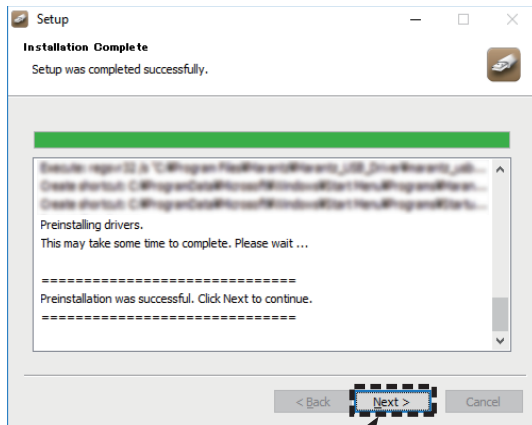 Setup
Installation Complete
Setup was completed successfully.
Preinstalling drivers.
This may take some time to complete. Please wait ...
==============================
Preinstallation was successful. Click Next to continue.
==============================
< Back Next > Cancel